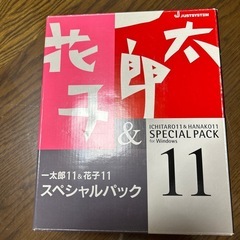 JUSTSYSTEM
花子
太郎
&
ICHITARO11&HANAKO11
SPECIAL PACK
for Windows
11
一太郎11&花子11
スペシャルパック